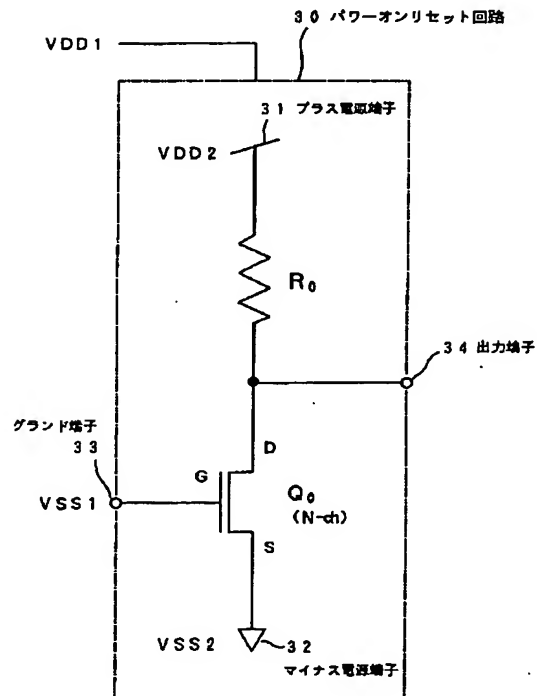 30 パワーオンリセット回路
VDD1
31 プラス電源端子
VDD2
R₀
34 出力端子
グランド端子
33
D
G
VSS1
Q₀
(N-ch)
S
VSS2
32
マイナス電源端子